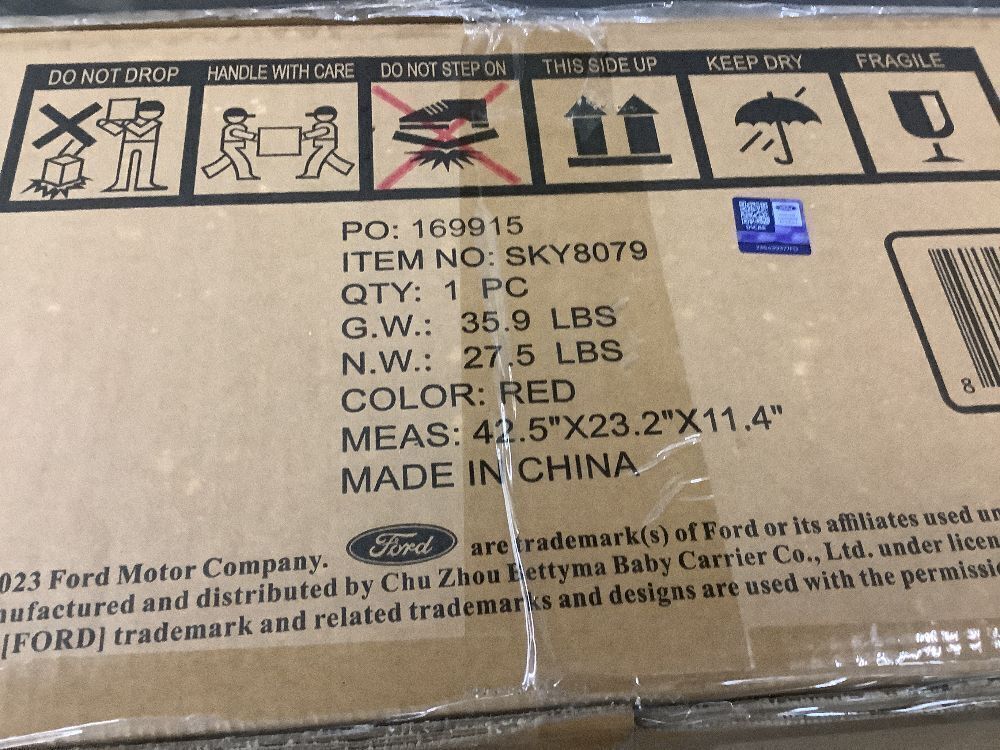 DO NOT DROP HANDLE WITH CARE DO NOT STEP ON THIS SIDE UP KEEP DRY FRAGILE
PO: 169915
ITEM NO: SKY8079
QTY: 1 PC
G.W.: 35.9 LBS
N.W.: 27.5 LBS
COLOR: RED
MEAS: 42.5"X23.2"X11.4"
MADE IN CHINA
8
023 Ford Motor Company. Ford are trademark(s) of Ford or its affiliates used un
nufactured and distributed by Chu Zhou Bettyma Baby Carrier Co., Ltd. under licen
[FORD] trademark and related trademarks and designs are used with the permissi